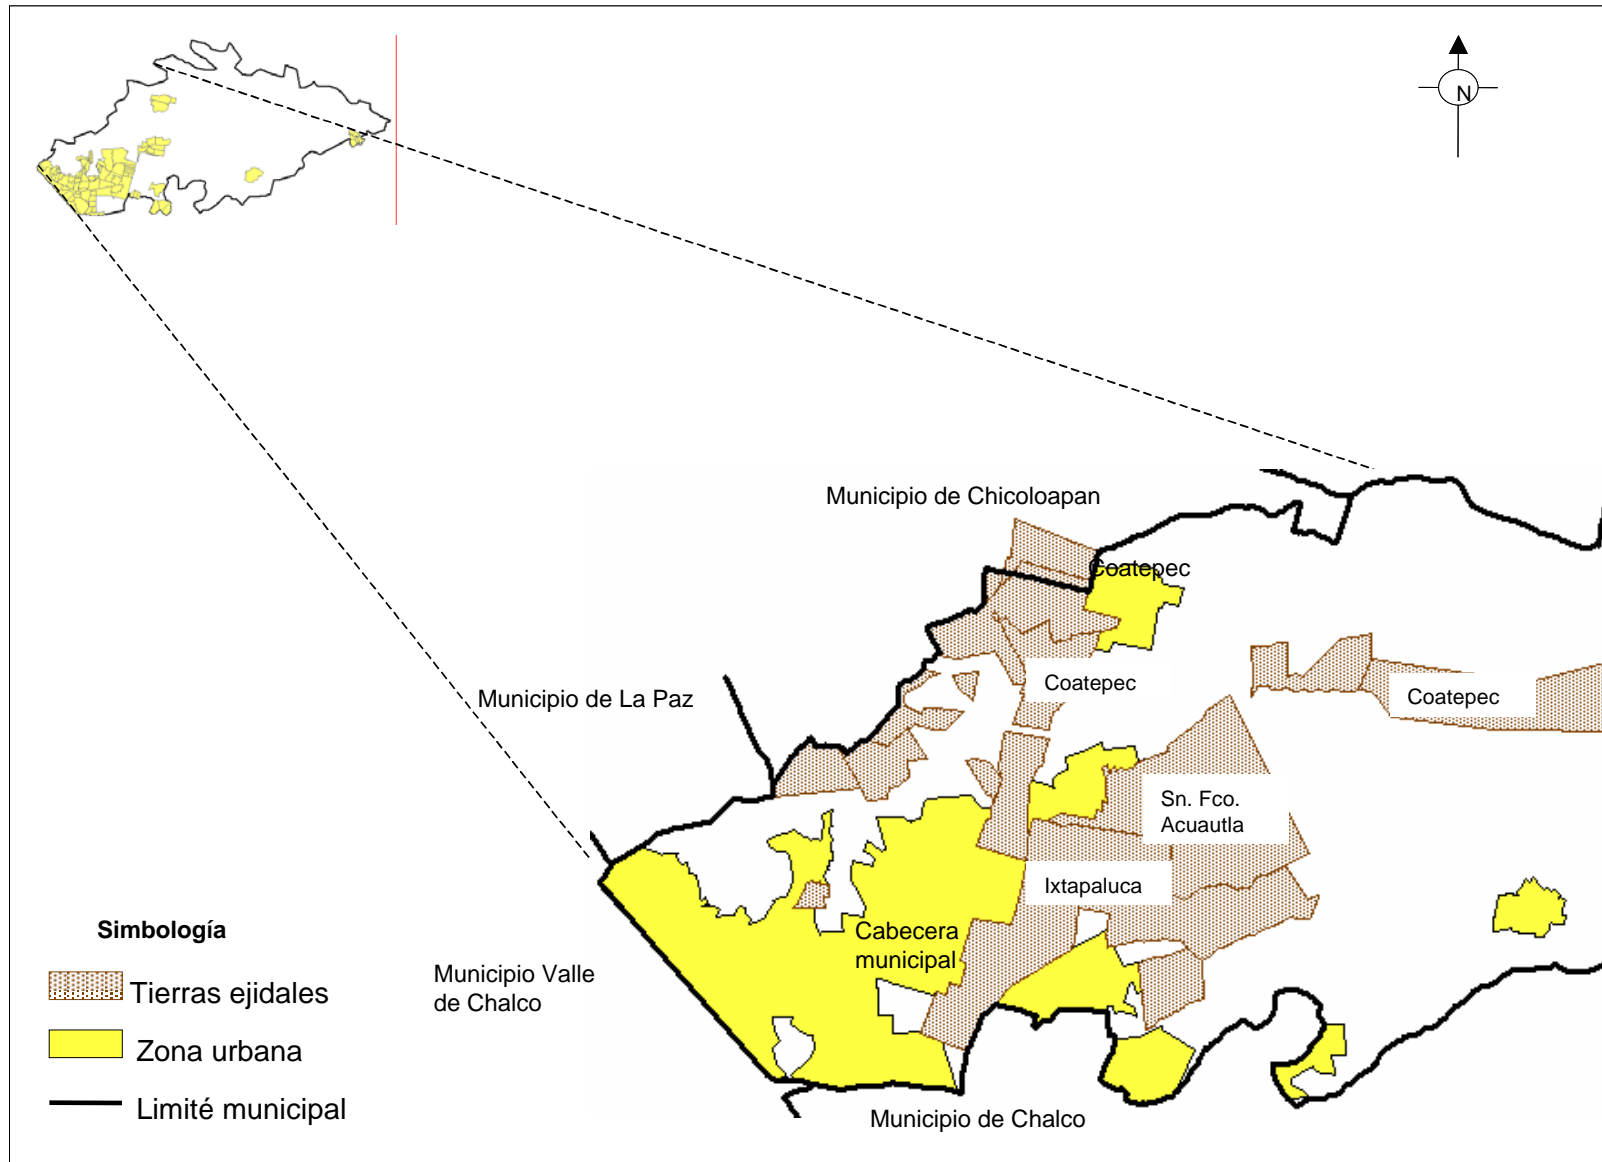 N
Municipio de Chicoloapan
Coatepec
Coatepec
Municipio de La Paz
Coatepec
Sn. Fco.
Acuautla
Ixtapaluca
Cabecera
municipal
Simbología
Municipio Valle
de Chalco
Tierras ejidales
Zona urbana
Limité municipal
Municipio de Chalco